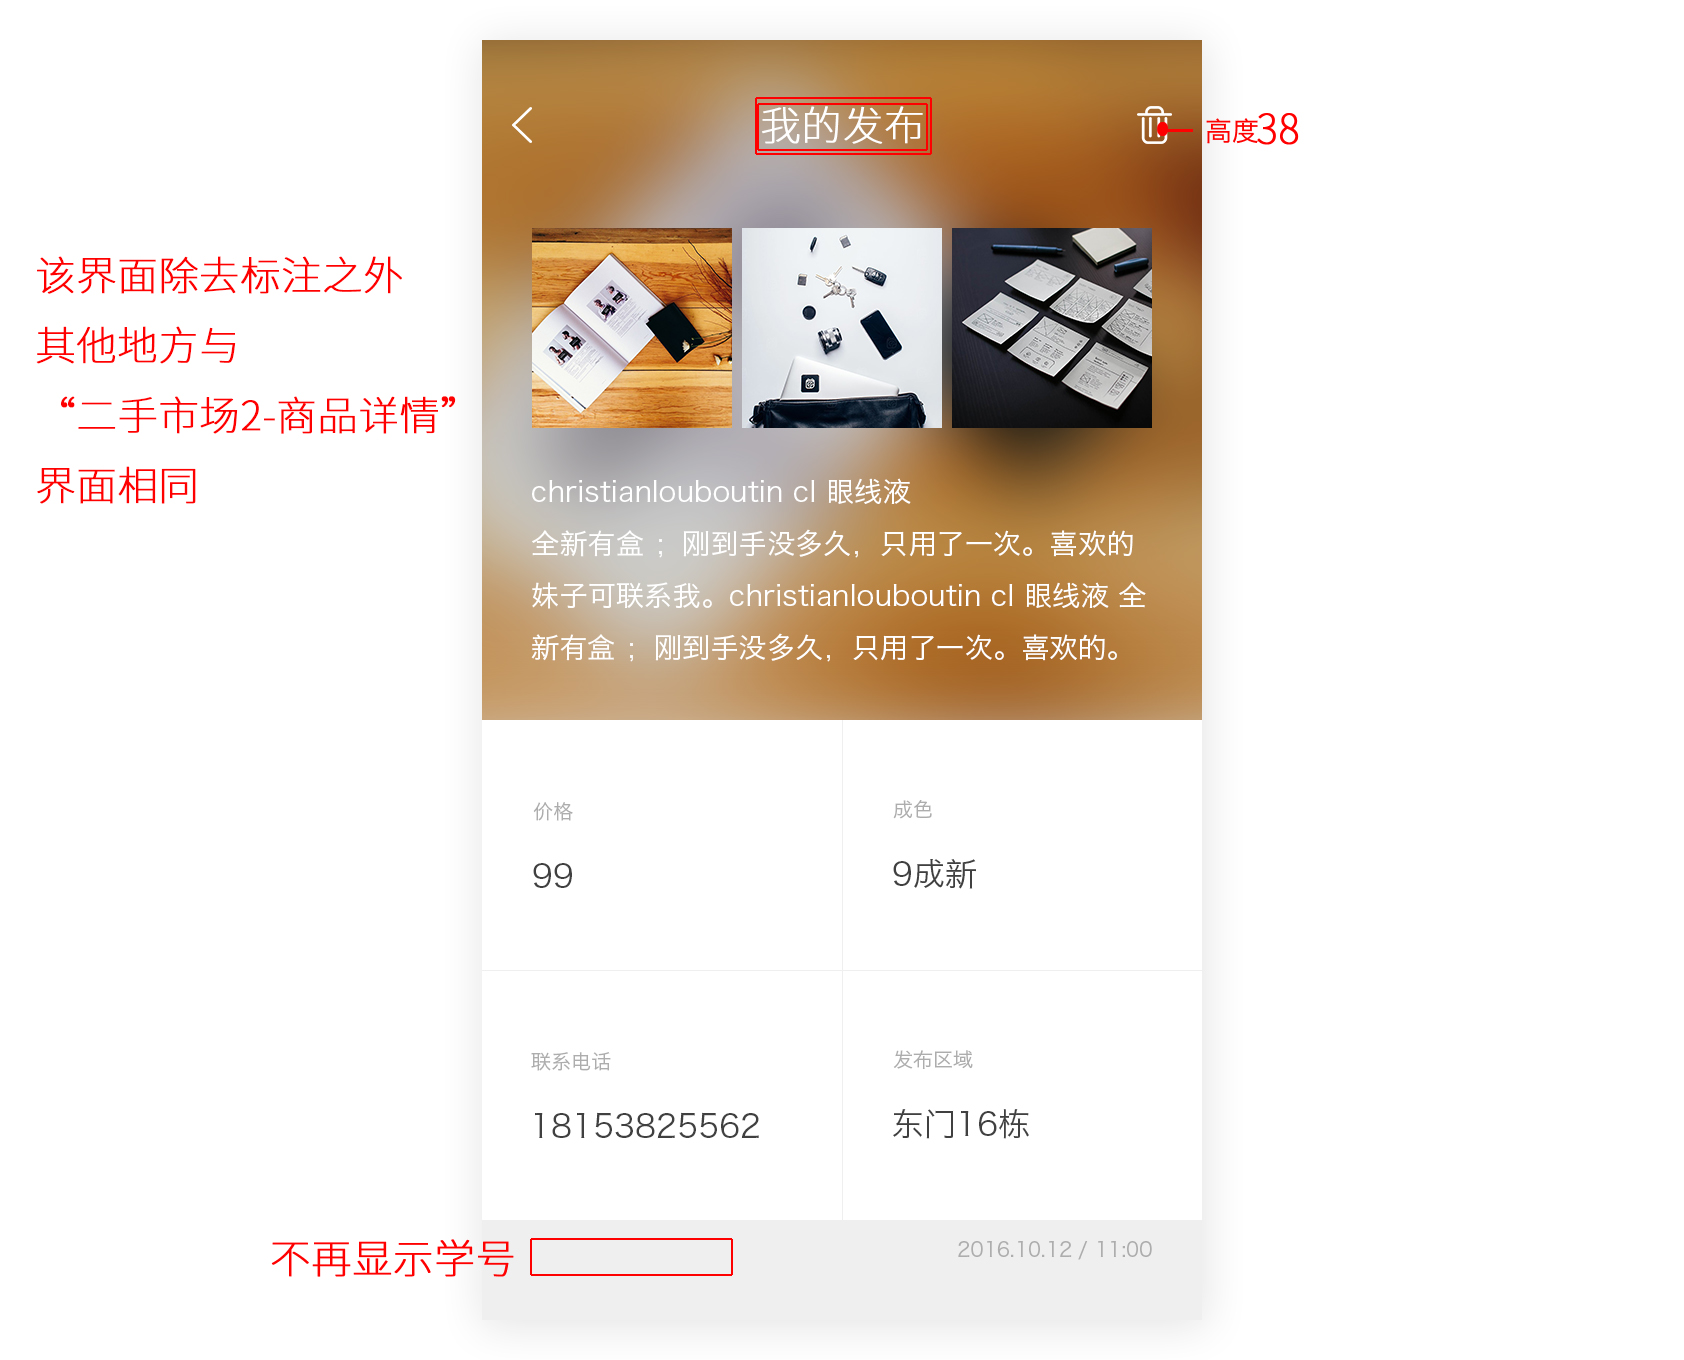 我的发布
高度38
该界面除去标注之外
其他地方与
“二手市场2-商品详情”
界面相同
christianlouboutin cl 眼线液
全新有盒 ；刚到手没多久，只用了一次。喜欢的
妹子可联系我。christianlouboutin cl 眼线液 全
新有盒 ；刚到手没多久，只用了一次。喜欢的。
价格
成色
99
9成新
联系电话
发布区域
18153825562
东门16栋
不再显示学号
2016.10.12 / 11:00